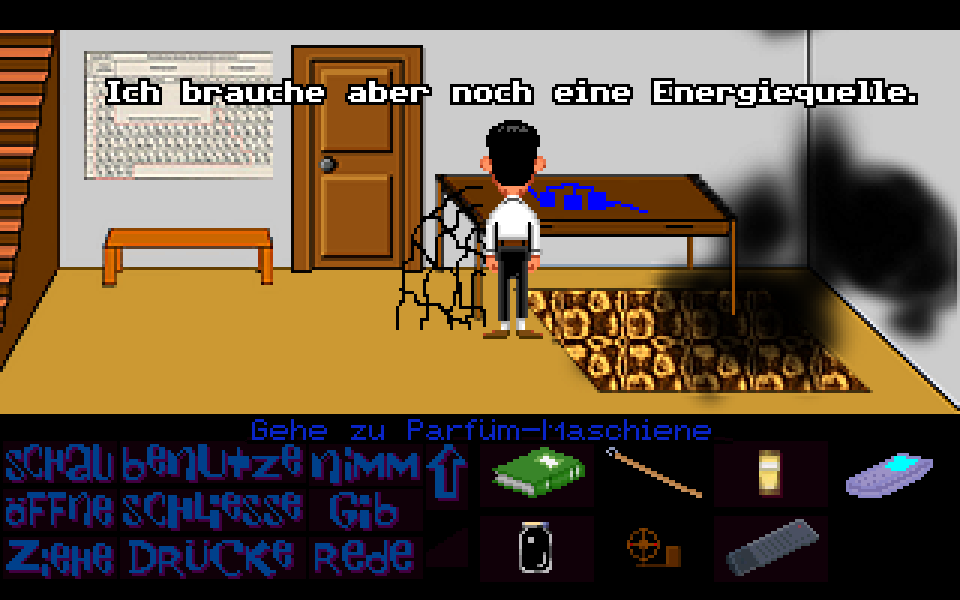 Ich brauche aber noch eine Energiequelle.
Gehe zu Parfüm-Maschiene
SCHAU benutze nimm
öffne schliesse Gib
Ziehe DRÜCKE Rede